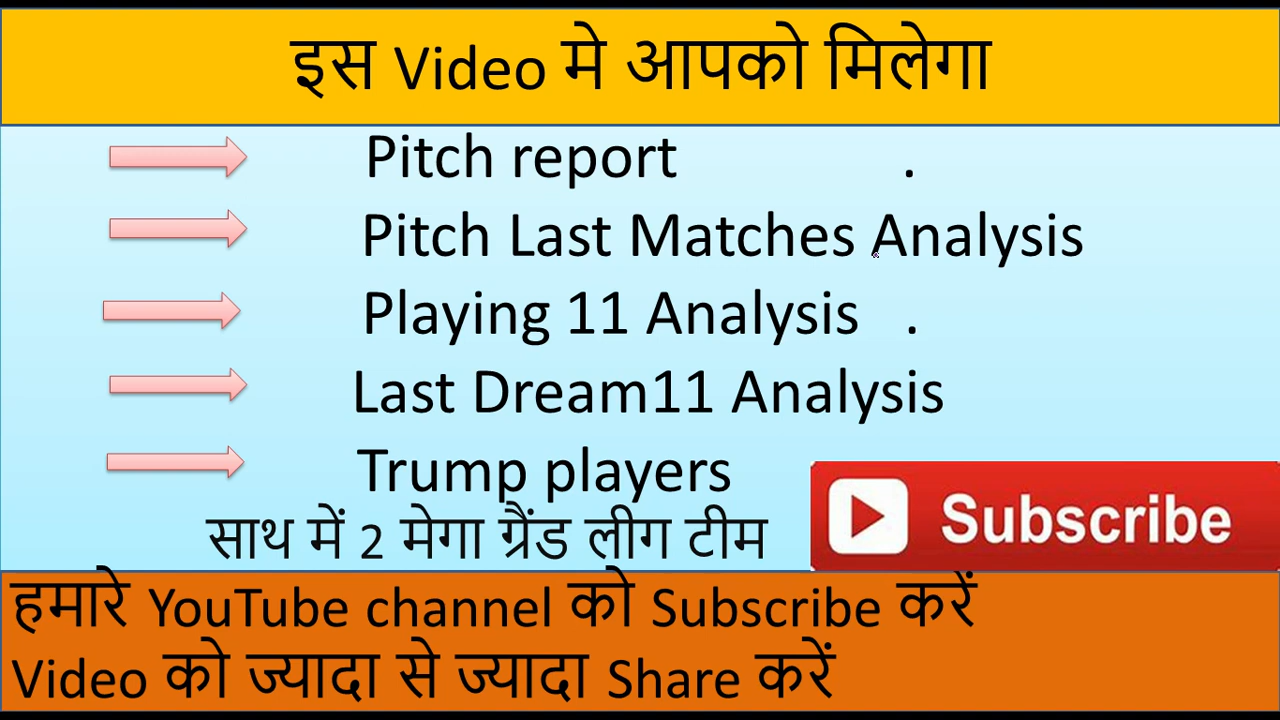 इस Video मे आपको मिलेगा
Pitch report .
Pitch Last Matches Analysis
Playing 11 Analysis .
Last Dream11 Analysis
Trump players
साथ में 2 मेगा ग्रैंड लीग टीम
Subscribe
हमारे YouTube channel को Subscribe करें
Video को ज्यादा से ज्यादा Share करें